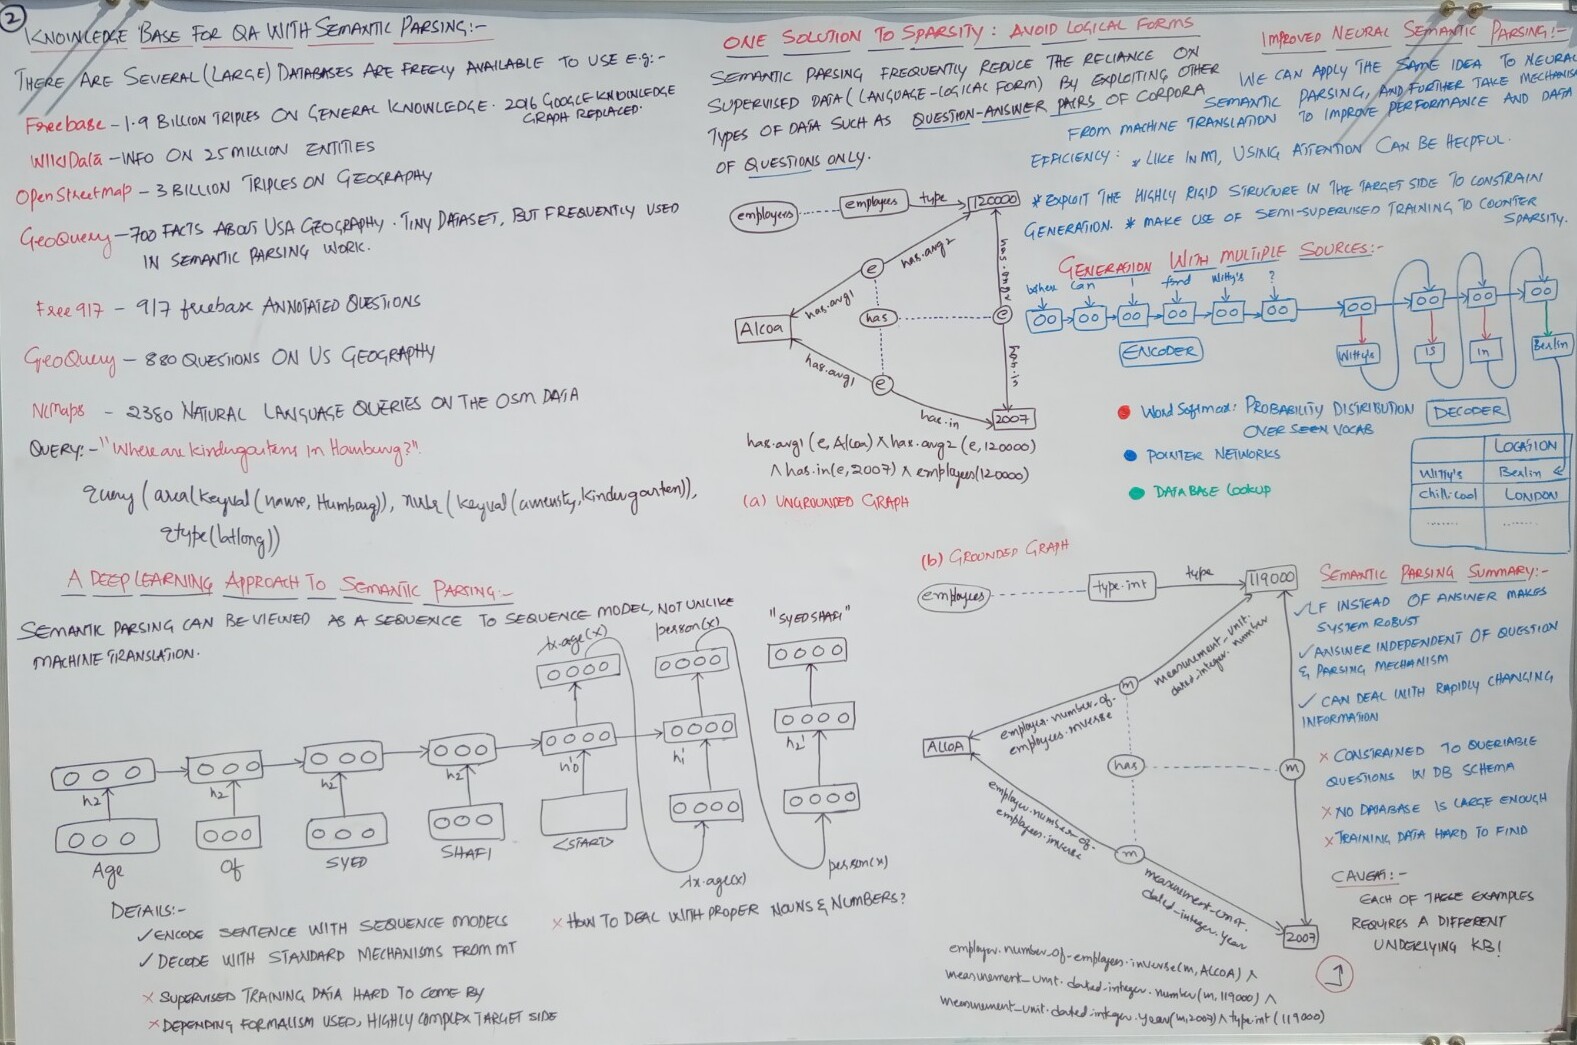 2
KNOWLEDGE BASE FOR QA WITH SEMANTIC PARSING:-
THERE ARE SEVERAL (LARGE) DATABASES ARE FREELY AVAILABLE TO USE E.g:-
Freebase - 1.9 BILLION TRIPLES ON GENERAL KNOWLEDGE. 2016 GOOGLE KNOWLEDGE
GRAPH REPLACED.
WikiData - INFO ON 25 MILLION ENTITIES
OpenStreetmap - 3 BILLION TRIPLES ON GEOGRAPHY
GeoQuery - 700 FACTS ABOUT USA GEOGRAPHY. TINY DATASET, BUT FREQUENTLY USED
IN SEMANTIC PARSING WORK.
Free 917 - 917 freebase ANNOTATED QUESTIONS
GeoQuery - 880 QUESTIONS ON US GEOGRAPHY
NLmaps - 2380 NATURAL LANGUAGE QUERIES ON THE OSM DATA
QUERY:- "Where are kindergartens in Hamburg?"
query (area(keyval (name, Humbarg)), nwr (keyval (amenity, kindergarten)),
qtype(latlong))
A DEEP LEARNING APPROACH TO SEMANTIC PARSING:-
SEMANTIC PARSING CAN BE VIEWED AS A SEQUENCE TO SEQUENCE MODEL, NOT UNLIKE
MACHINE TRANSLATION.
λx.age(x)
person(x)
"SYED SHAFI"
h2
h2
h2
h2
h'0
h'1
h2'
Age
Of
SYED
SHAFI
<START>
λx.age(x)
person(x)
DETAILS:-
✓ ENCODE SENTENCE WITH SEQUENCE MODELS
✓ DECODE WITH STANDARD MECHANISMS FROM MT
× SUPERVISED TRAINING DATA HARD TO COME BY
× DEPENDING FORMALISM USED, HIGHLY COMPLEX TARGET SIDE
× HOW TO DEAL WITH PROPER NOUNS & NUMBERS?
ONE SOLUTION TO SPARSITY: AVOID LOGICAL FORMS
SEMANTIC PARSING FREQUENTLY REDUCE THE RELIANCE ON
SUPERVISED DATA (LANGUAGE-LOGICAL FORM) BY EXPLOITING OTHER
TYPES OF DATA SUCH AS QUESTION-ANSWER PAIRS OF CORPORA
OF QUESTIONS ONLY.
employees
employees
type
120000
has.arg2
e
has.arg1
has.arg2
Alcoa
has
e
has.arg1
e
has.in
has.in
2007
has.arg1 (e, Alcoa) ∧ has.arg2 (e, 120000)
∧ has.in (e, 2007) ∧ employees (120000)
(a) UNGROUNDED GRAPH
IMPROVED NEURAL SEMANTIC PARSING:-
WE CAN APPLY THE SAME IDEA TO NEURAL
SEMANTIC PARSING, AND FURTHER TAKE MECHANISM
FROM MACHINE TRANSLATION TO IMPROVE PERFORMANCE AND DATA
EFFICIENCY: * LIKE IN MT, USING ATTENTION CAN BE HELPFUL.
* EXPLOIT THE HIGHLY RIGID STRUCTURE IN THE TARGET SIDE TO CONSTRAIN
GENERATION. * MAKE USE OF SEMI-SUPERVISED TRAINING TO COUNTER
SPARSITY.
GENERATION WITH MULTIPLE SOURCES:-
Where can I find Witty's ?
ENCODER
Witty's
IS
in
Berlin
Word Softmax: PROBABILITY DISTRIBUTION
OVER SEEN VOCAB
POINTER NETWORKS
DATABASE LOOKUP
DECODER
LOCATION
Witty's Berlin
chilli cool LONDON
....... .......
(b) GROUNDED GRAPH
employees
type.int
type
119000
measurement_unit.
dated_integer.number
m
employer.number_of_
employees.inverse
ALCOA
has
m
employer.number_of_
employees.inverse
m
measurement_unit.
dated_integer.year
2007
employer.number_of_employees.inverse(m, ALCOA) ∧
measurement_unit.dated_integer.number (m, 119000) ∧
measurement_unit.dated_integer.year(m, 2007) ∧ type.int (119000)
SEMANTIC PARSING SUMMARY:-
✓ LF INSTEAD OF ANSWER MAKES
SYSTEM ROBUST
✓ ANSWER INDEPENDENT OF QUESTION
& PARSING MECHANISM
✓ CAN DEAL WITH RAPIDLY CHANGING
INFORMATION
× CONSTRAINED TO QUERIABLE
QUESTIONS IN DB SCHEMA
× NO DATABASE IS LARGE ENOUGH
× TRAINING DATA HARD TO FIND
CAVEAT:-
EACH OF THESE EXAMPLES
REQUIRES A DIFFERENT
UNDERLYING KB!